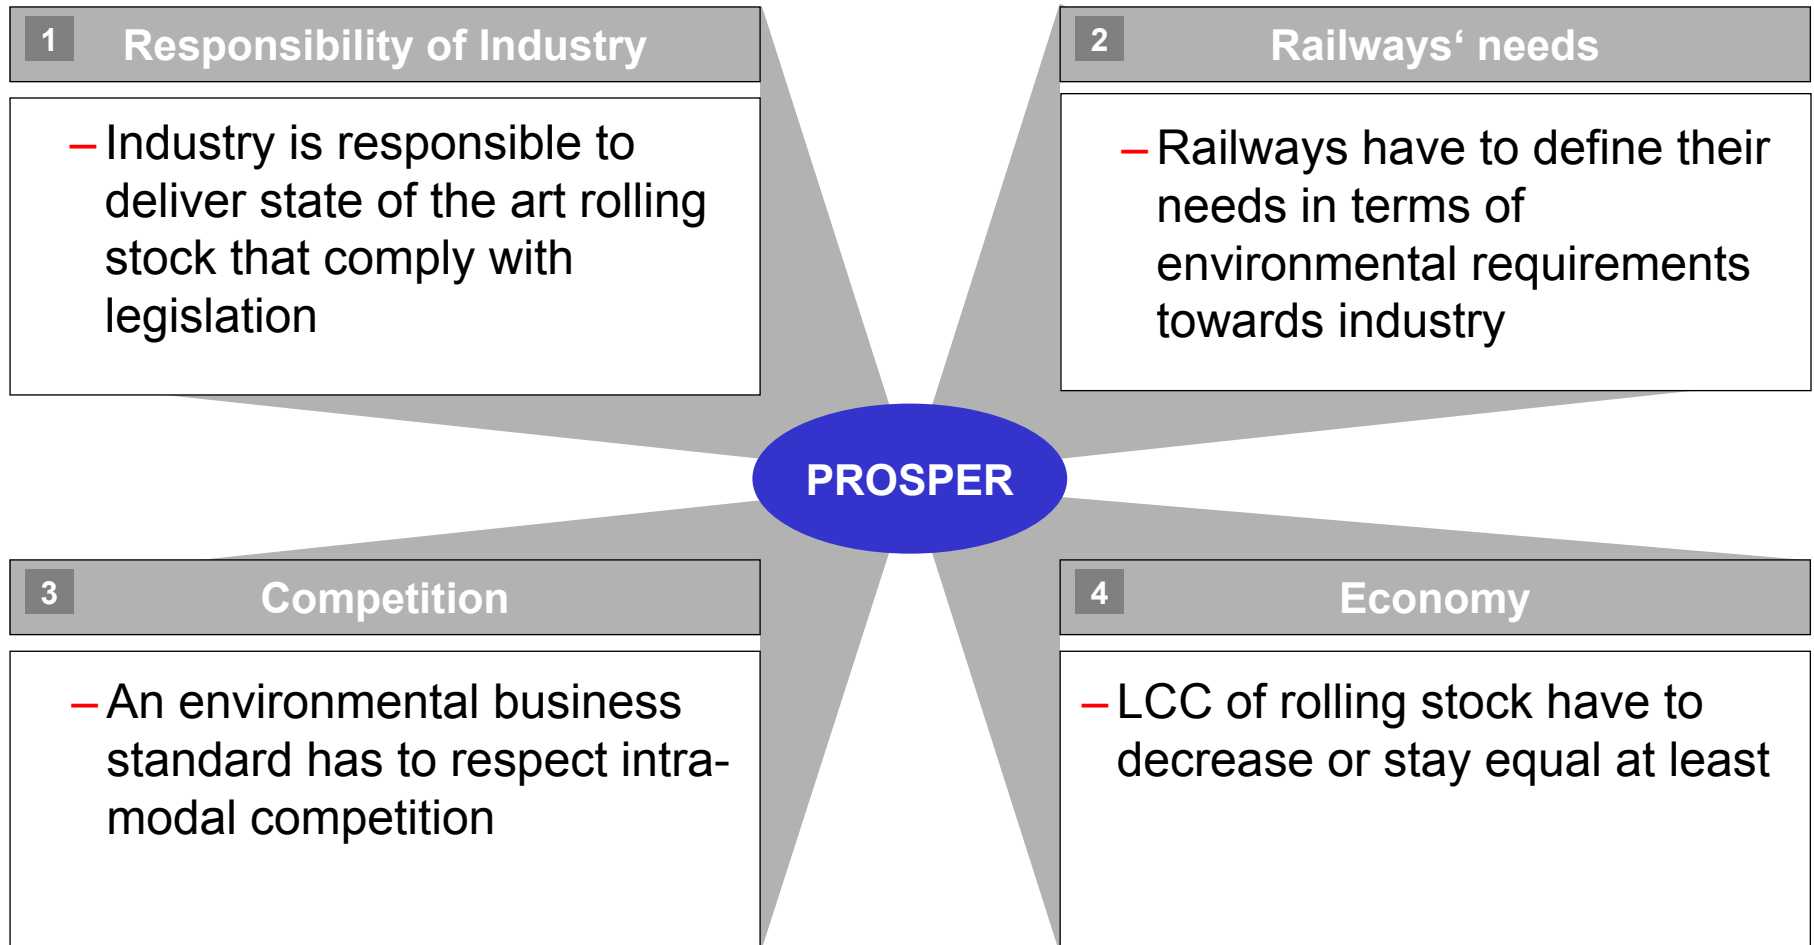 1
Responsibility of Industry
– Industry is responsible to
deliver state of the art rolling
stock that comply with
legislation
2
Railways‘ needs
– Railways have to define their
needs in terms of
environmental requirements
towards industry
PROSPER
3
Competition
– An environmental business
standard has to respect intra-
modal competition
4
Economy
– LCC of rolling stock have to
decrease or stay equal at least